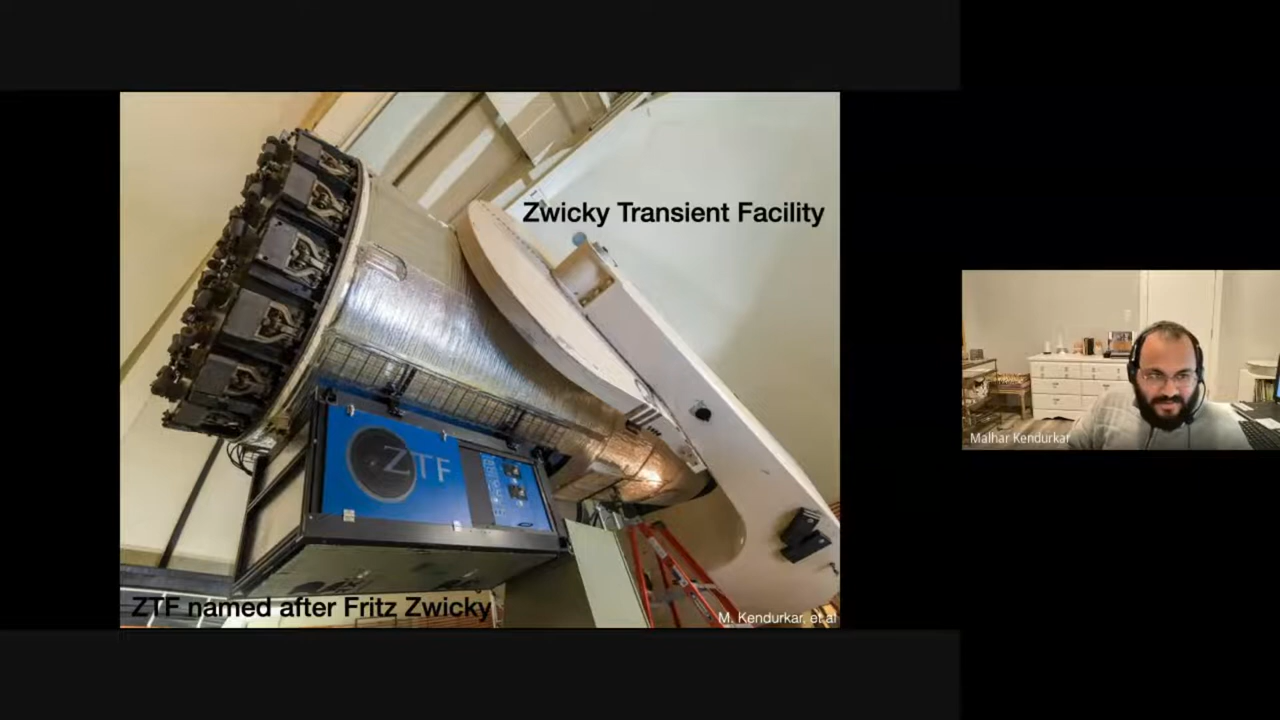 Zwicky Transient Facility
ZTF
ZTF named after Fritz Zwicky
M. Kendurkar, et.al
Malhar Kendurkar